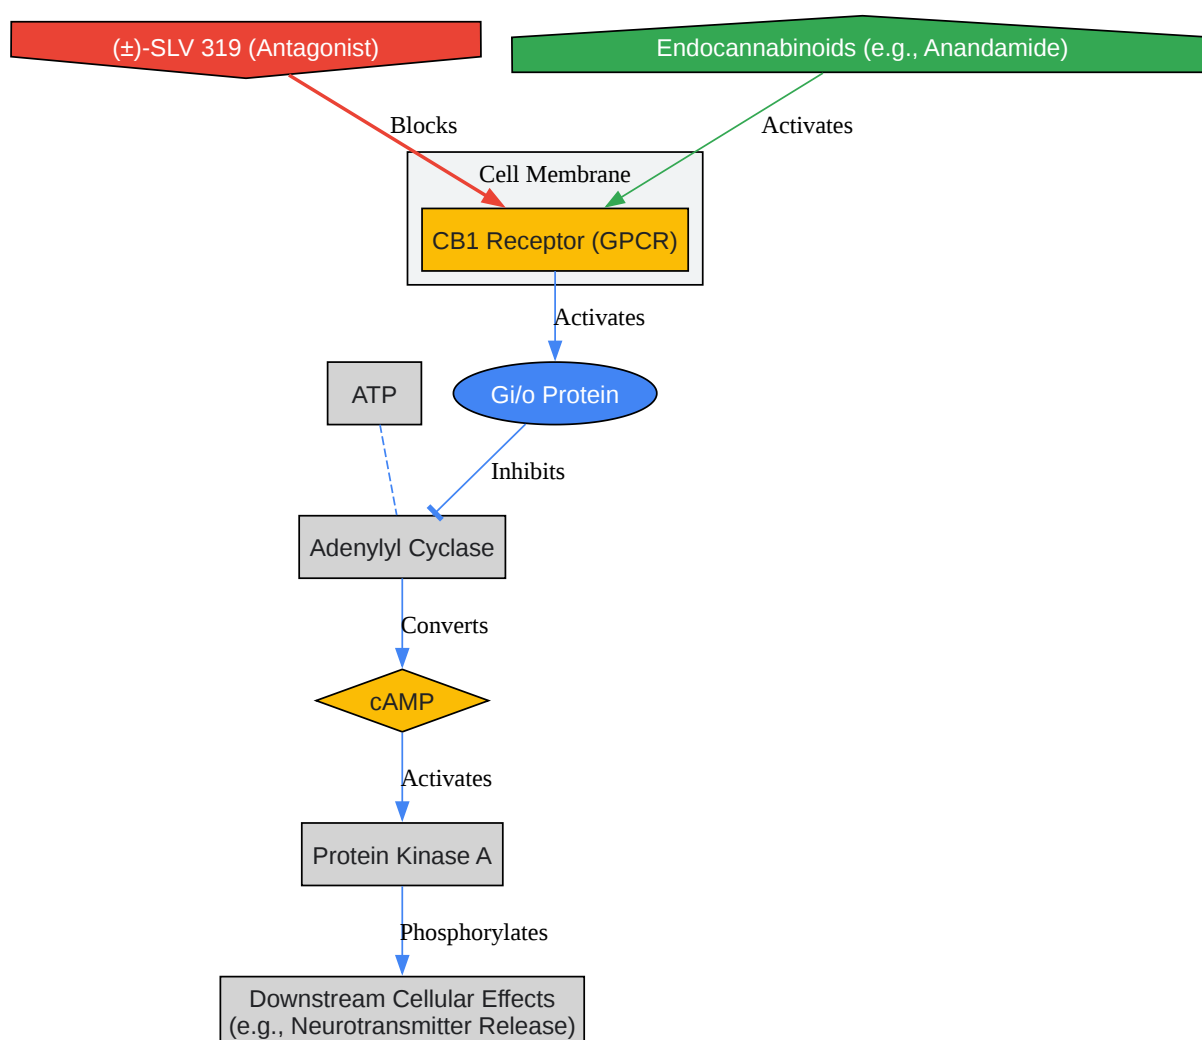 (±)-SLV 319 (Antagonist)
Endocannabinoids (e.g., Anandamide)
Blocks
Activates
Cell Membrane
CB1 Receptor (GPCR)
Activates
ATP
Gi/o Protein
Inhibits
Adenylyl Cyclase
Converts
cAMP
Activates
Protein Kinase A
Phosphorylates
Downstream Cellular Effects
(e.g., Neurotransmitter Release)